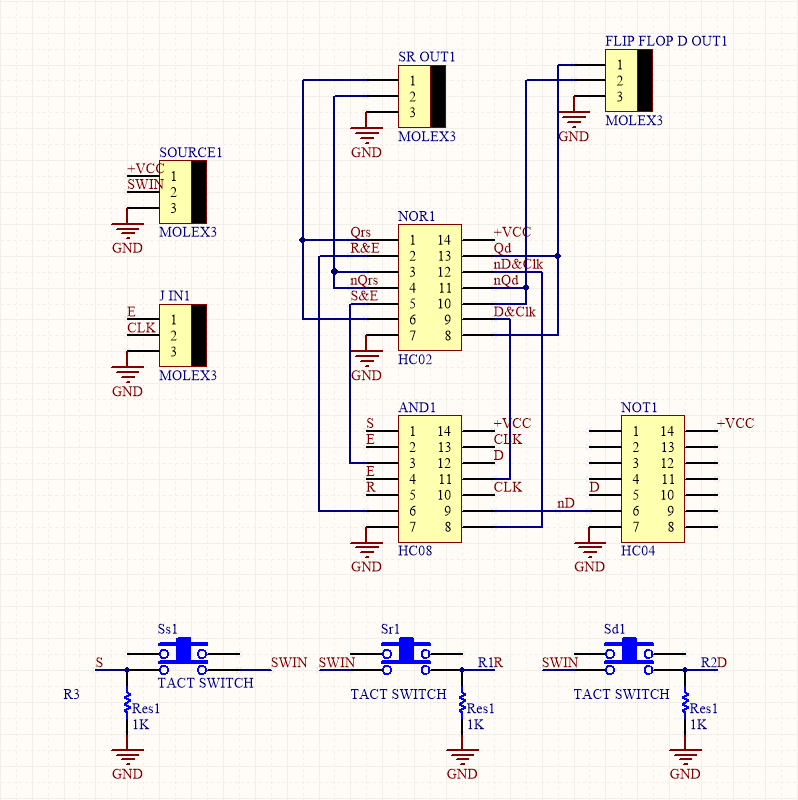 FLIP FLOP D OUT1
1
2
3
GND
MOLEX3
SR OUT1
1
2
3
GND
MOLEX3
SOURCE1
+VCC
SWIN
1
2
3
GND
MOLEX3
J IN1
E
CLK
1
2
3
GND
MOLEX3
NOR1
Qrs 1 14 +VCC
R&E 2 13 Qd
3 12 nD&Clk
nQrs 4 11 nQd
S&E 5 10
6 9 D&Clk
7 8
GND
HC02
AND1
S 1 14 +VCC
E 2 13 CLK
3 12 D
E 4 11
R 5 10 CLK
6 9 nD
7 8
GND
HC08
NOT1
1 14 +VCC
2 13
3 12
4 11
D 5 10
6 9
7 8
GND
HC04
Ss1
S
SWIN
TACT SWITCH
R3
Res1
1K
GND
Sr1
SWIN
R1R
TACT SWITCH
Res1
1K
GND
Sd1
SWIN
R2D
TACT SWITCH
Res1
1K
GND